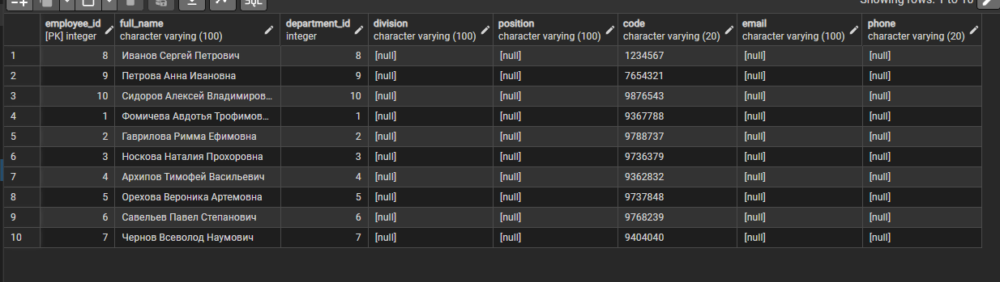 SQL
Showing rows: 1 to 10
employee_id full_name department_id division position code email phone
[PK] integer character varying (100) integer character varying (100) character varying (100) character varying (20) character varying (100) character varying (20)
1 8 Иванов Сергей Петрович 8 [null] [null] 1234567 [null] [null]
2 9 Петрова Анна Ивановна 9 [null] [null] 7654321 [null] [null]
3 10 Сидоров Алексей Владимиров… 10 [null] [null] 9876543 [null] [null]
4 1 Фомичева Авдотья Трофимов… 1 [null] [null] 9367788 [null] [null]
5 2 Гаврилова Римма Ефимовна 2 [null] [null] 9788737 [null] [null]
6 3 Носкова Наталия Прохоровна 3 [null] [null] 9736379 [null] [null]
7 4 Архипов Тимофей Васильевич 4 [null] [null] 9362832 [null] [null]
8 5 Орехова Вероника Артемовна 5 [null] [null] 9737848 [null] [null]
9 6 Савельев Павел Степанович 6 [null] [null] 9768239 [null] [null]
10 7 Чернов Всеволод Наумович 7 [null] [null] 9404040 [null] [null]